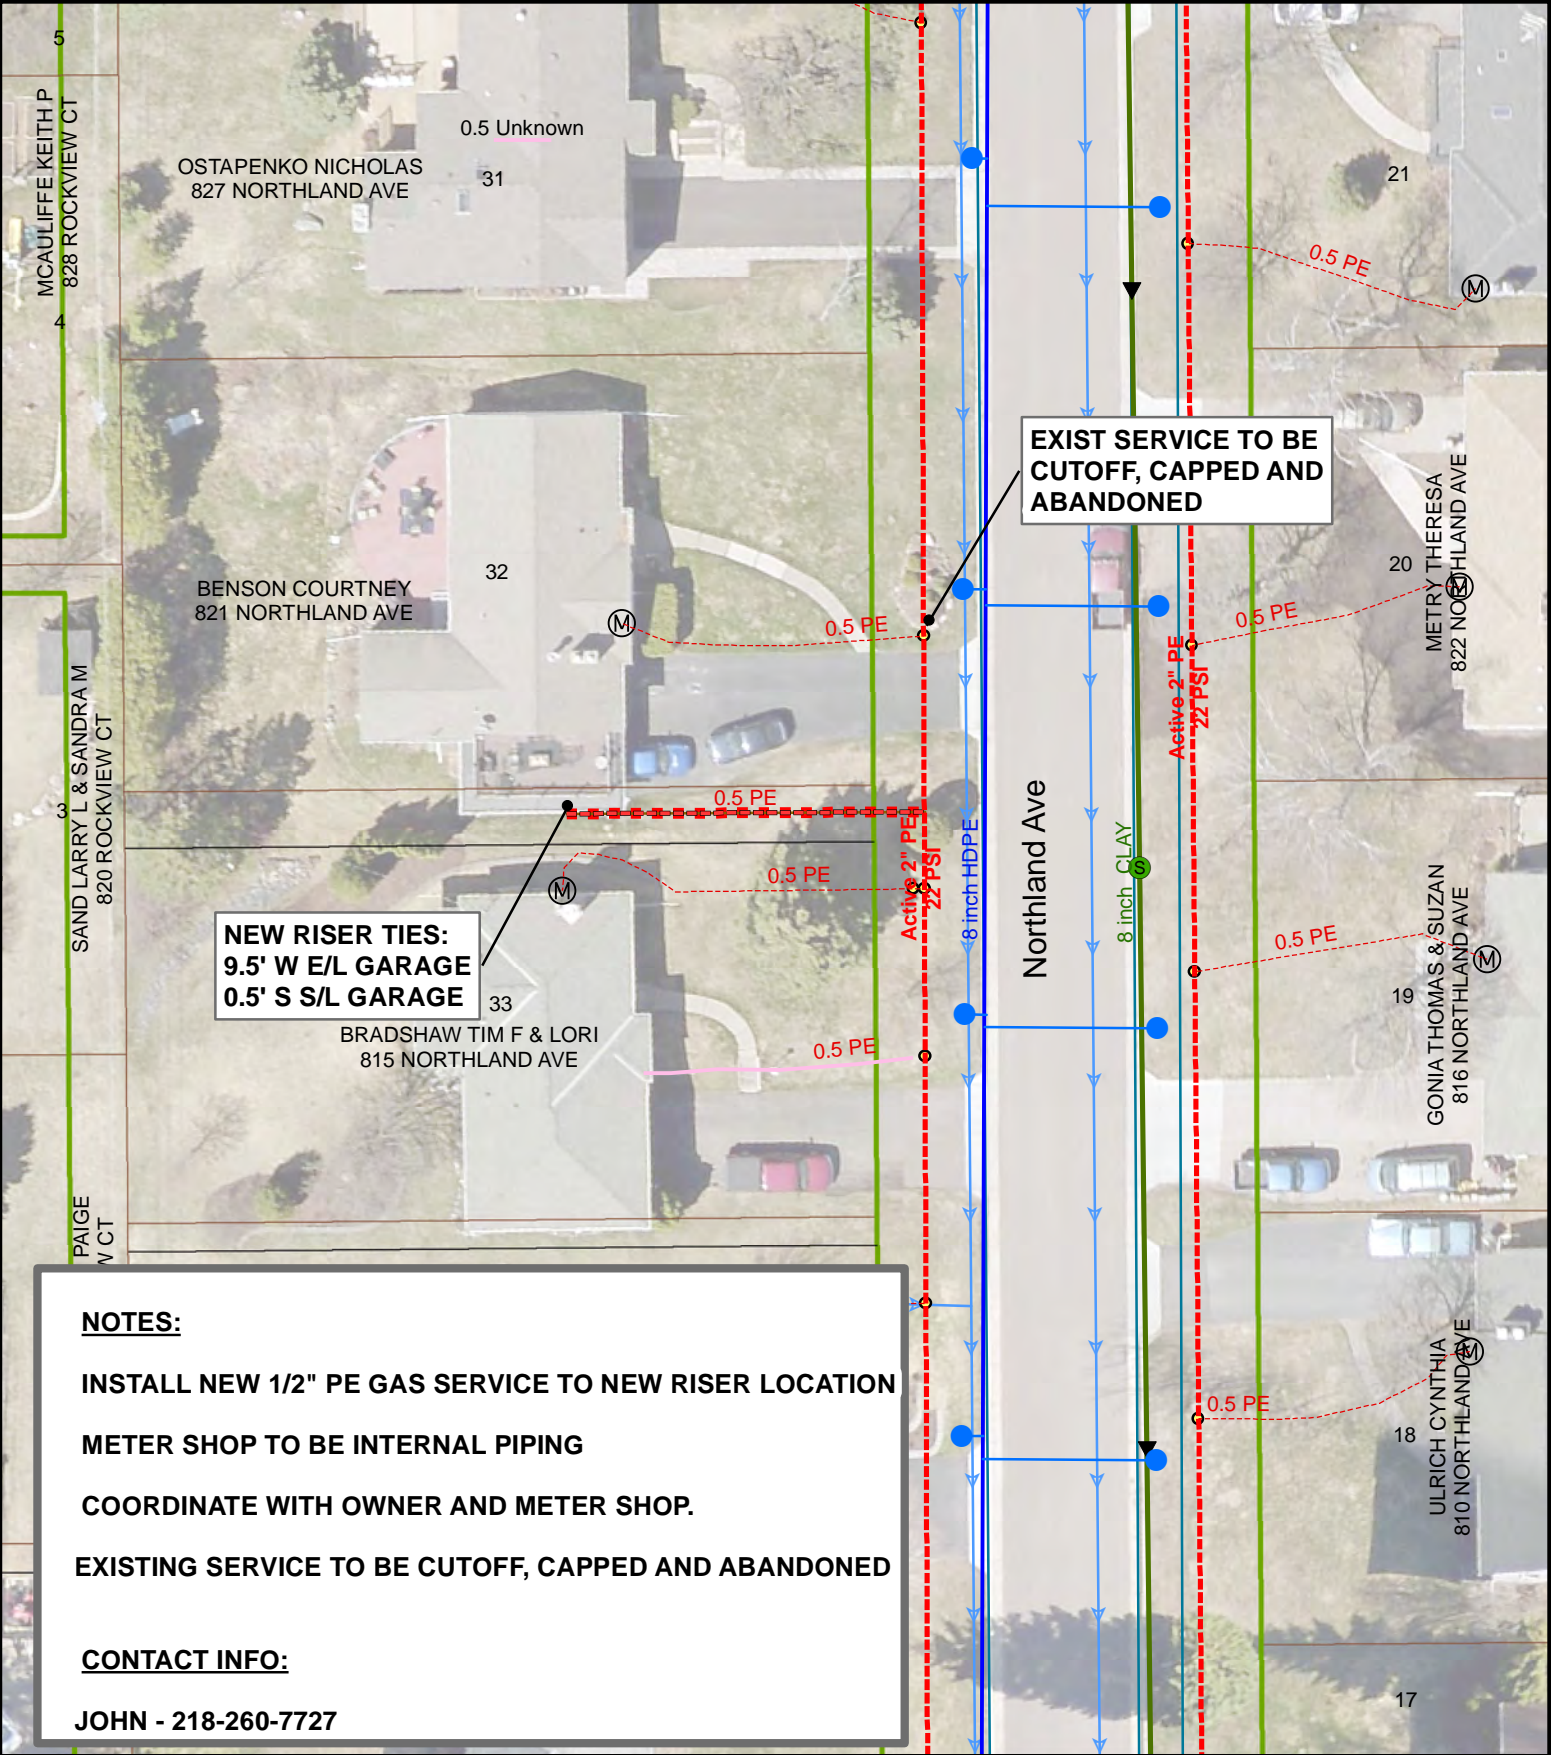 5
MCAULIFFE KEITH P
828 ROCKVIEW CT
4
0.5 Unknown
OSTAPENKO NICHOLAS
827 NORTHLAND AVE
31
21
0.5 PE
M
EXIST SERVICE TO BE
CUTOFF, CAPPED AND
ABANDONED
32
BENSON COURTNEY
821 NORTHLAND AVE
M
0.5 PE
20
METRY THERESA
822 NORTHLAND AVE
M
0.5 PE
Active 2" PE
22 PSI
SAND LARRY L & SANDRA M
820 ROCKVIEW CT
3
0.5 PE
0.5 PE
M
Active 2" PE
22 PSI
8 inch HDPE
Northland Ave
8 inch CLAY
S
NEW RISER TIES:
9.5' W E/L GARAGE
0.5' S S/L GARAGE
33
BRADSHAW TIM F & LORI
815 NORTHLAND AVE
0.5 PE
0.5 PE
M
19
GONIA THOMAS & SUZAN
816 NORTHLAND AVE
PAIGE
W CT
NOTES:
INSTALL NEW 1/2" PE GAS SERVICE TO NEW RISER LOCATION
METER SHOP TO BE INTERNAL PIPING
COORDINATE WITH OWNER AND METER SHOP.
EXISTING SERVICE TO BE CUTOFF, CAPPED AND ABANDONED
CONTACT INFO:
JOHN - 218-260-7727
0.5 PE
M
18
ULRICH CYNTHIA
810 NORTHLAND AVE
17